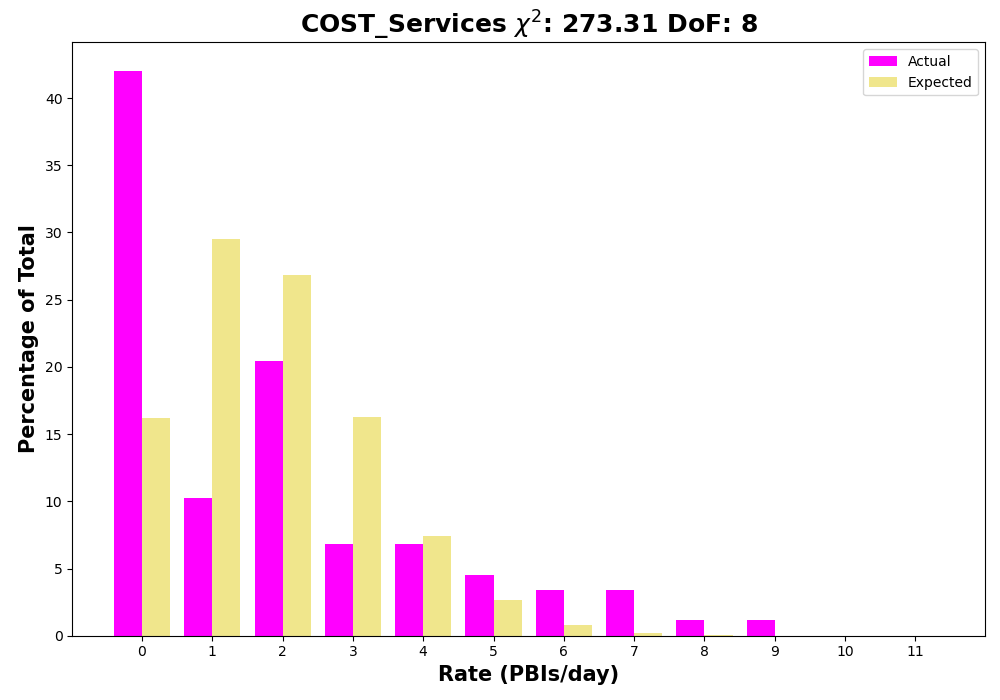 COST_Services χ²: 273.31 DoF: 8
Actual
Expected
Percentage of Total
40
35
30
25
20
15
10
5
0
0 1 2 3 4 5 6 7 8 9 10 11
Rate (PBIs/day)